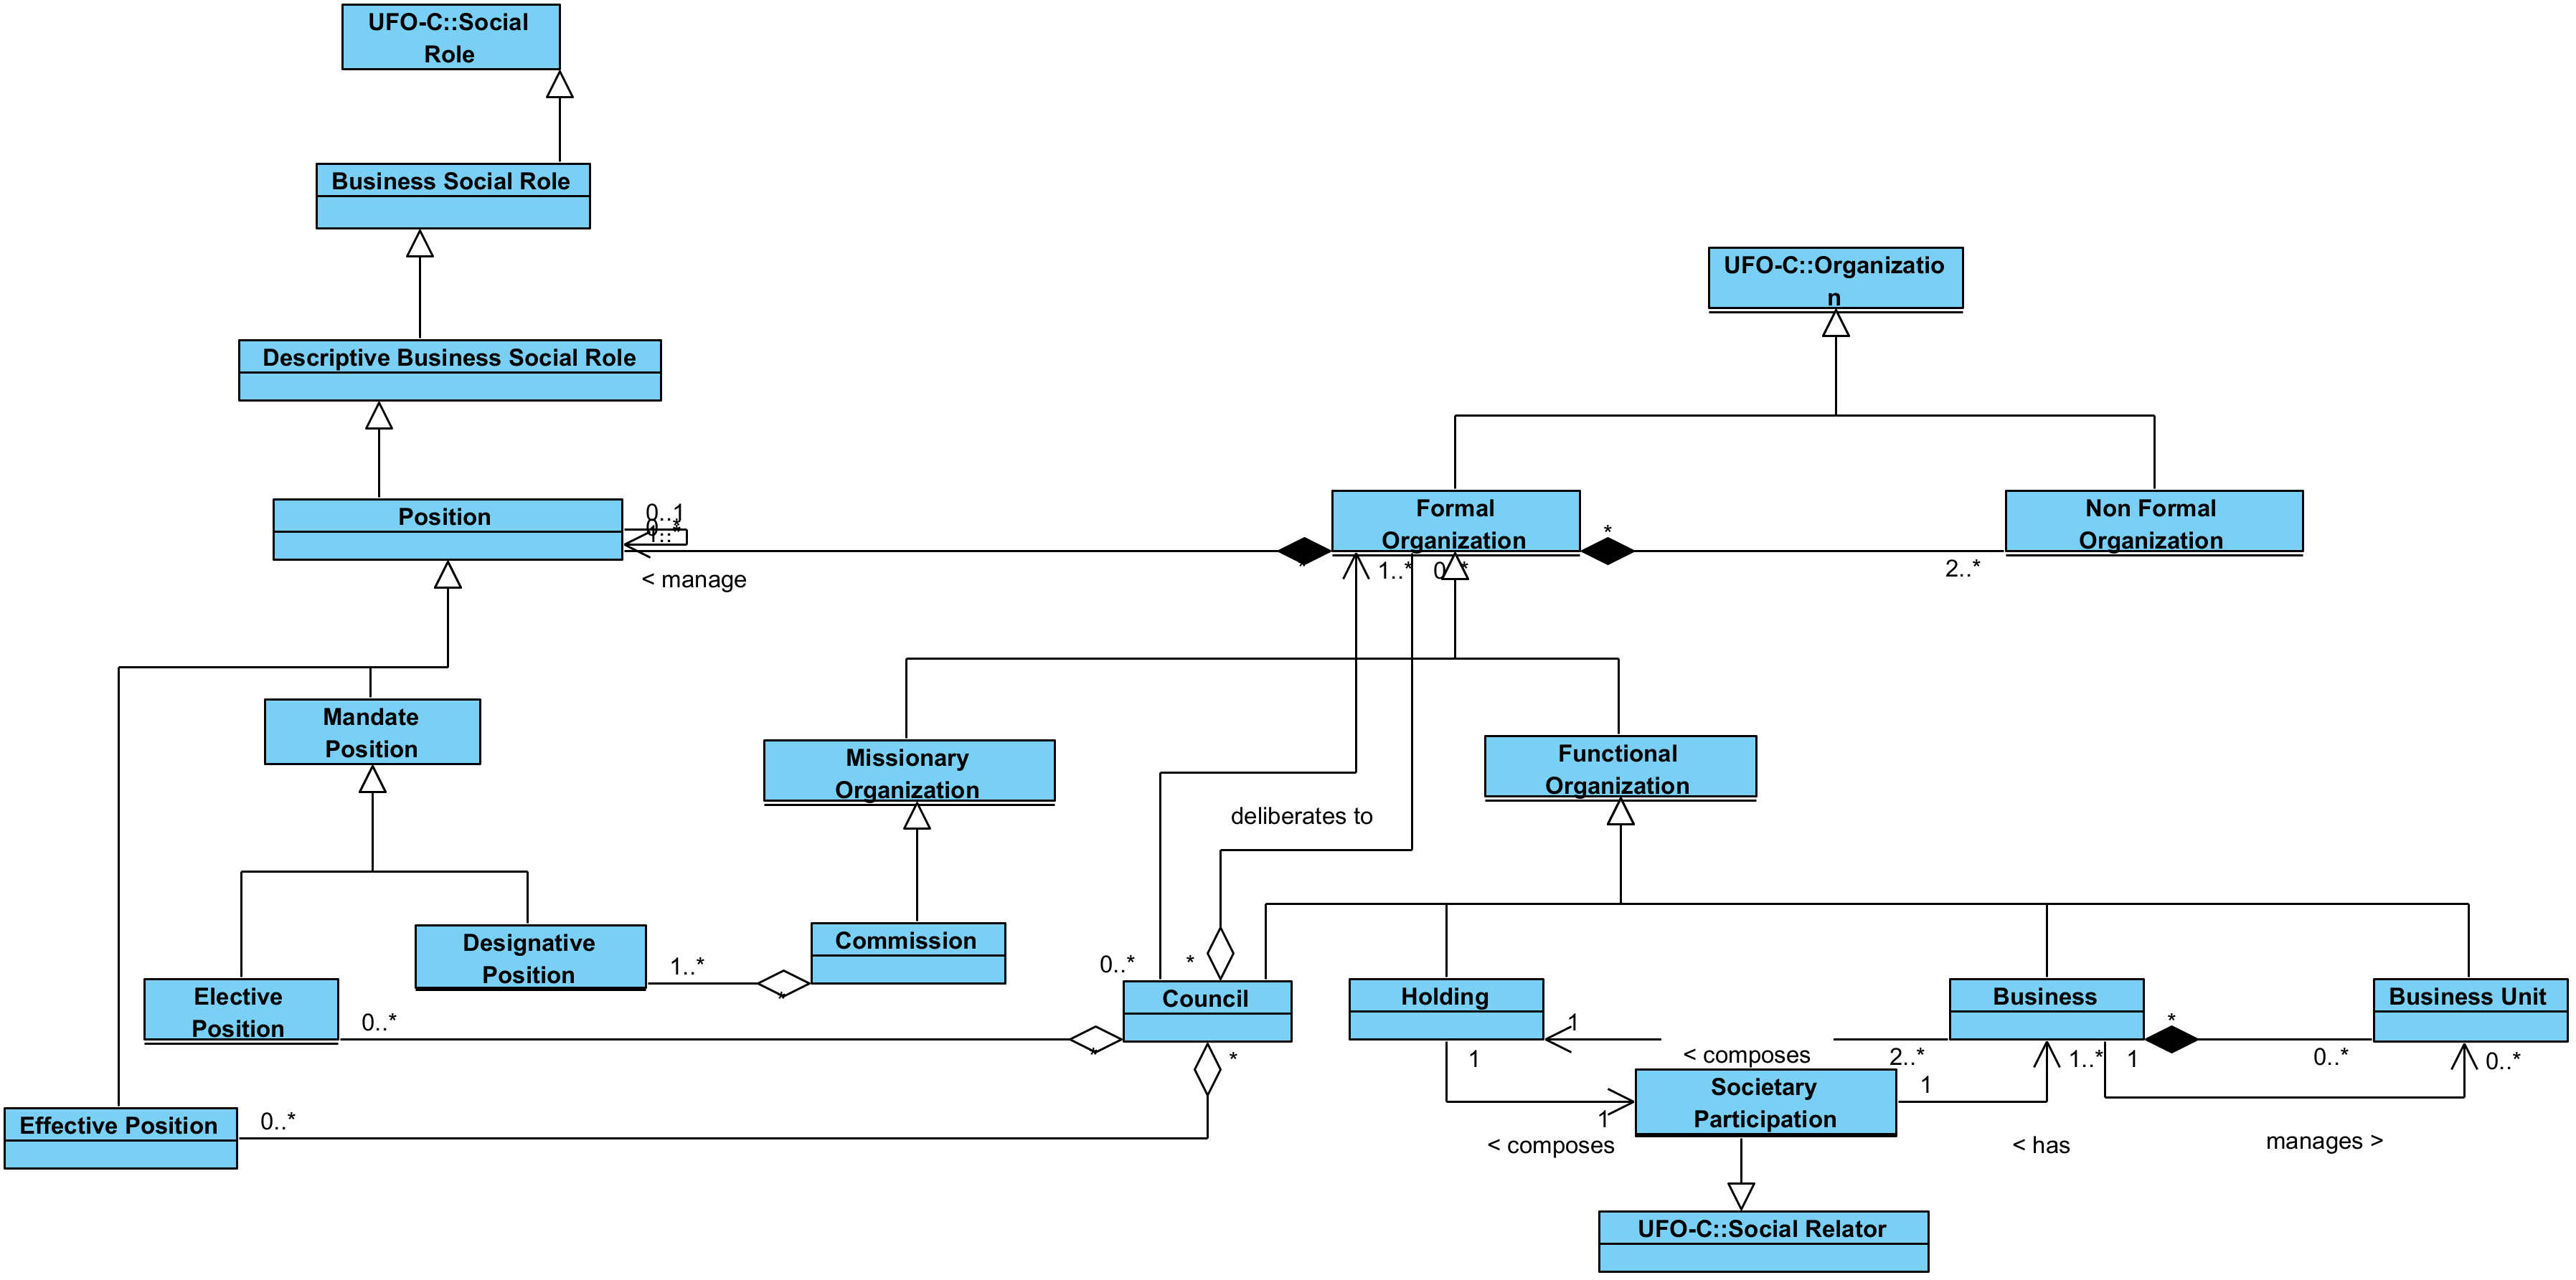 UFO-C::Social
Role
Business Social Role
UFO-C::Organizatio
n
Descriptive Business Social Role
Position
0..1
0..*
1..*
< manage
*
Formal
Organization
*
2..*
Non Formal
Organization
1..*
0..*
Mandate
Position
Missionary
Organization
Functional
Organization
deliberates to
Designative
Position
1..*
*
Commission
0..*
*
Elective
Position
0..*
*
Council
*
Holding
1
1
< composes
2..*
Business
1..*
1
*
0..*
Business Unit
0..*
Effective Position
0..*
1
< composes
Societary
Participation
1
< has
manages >
UFO-C::Social Relator